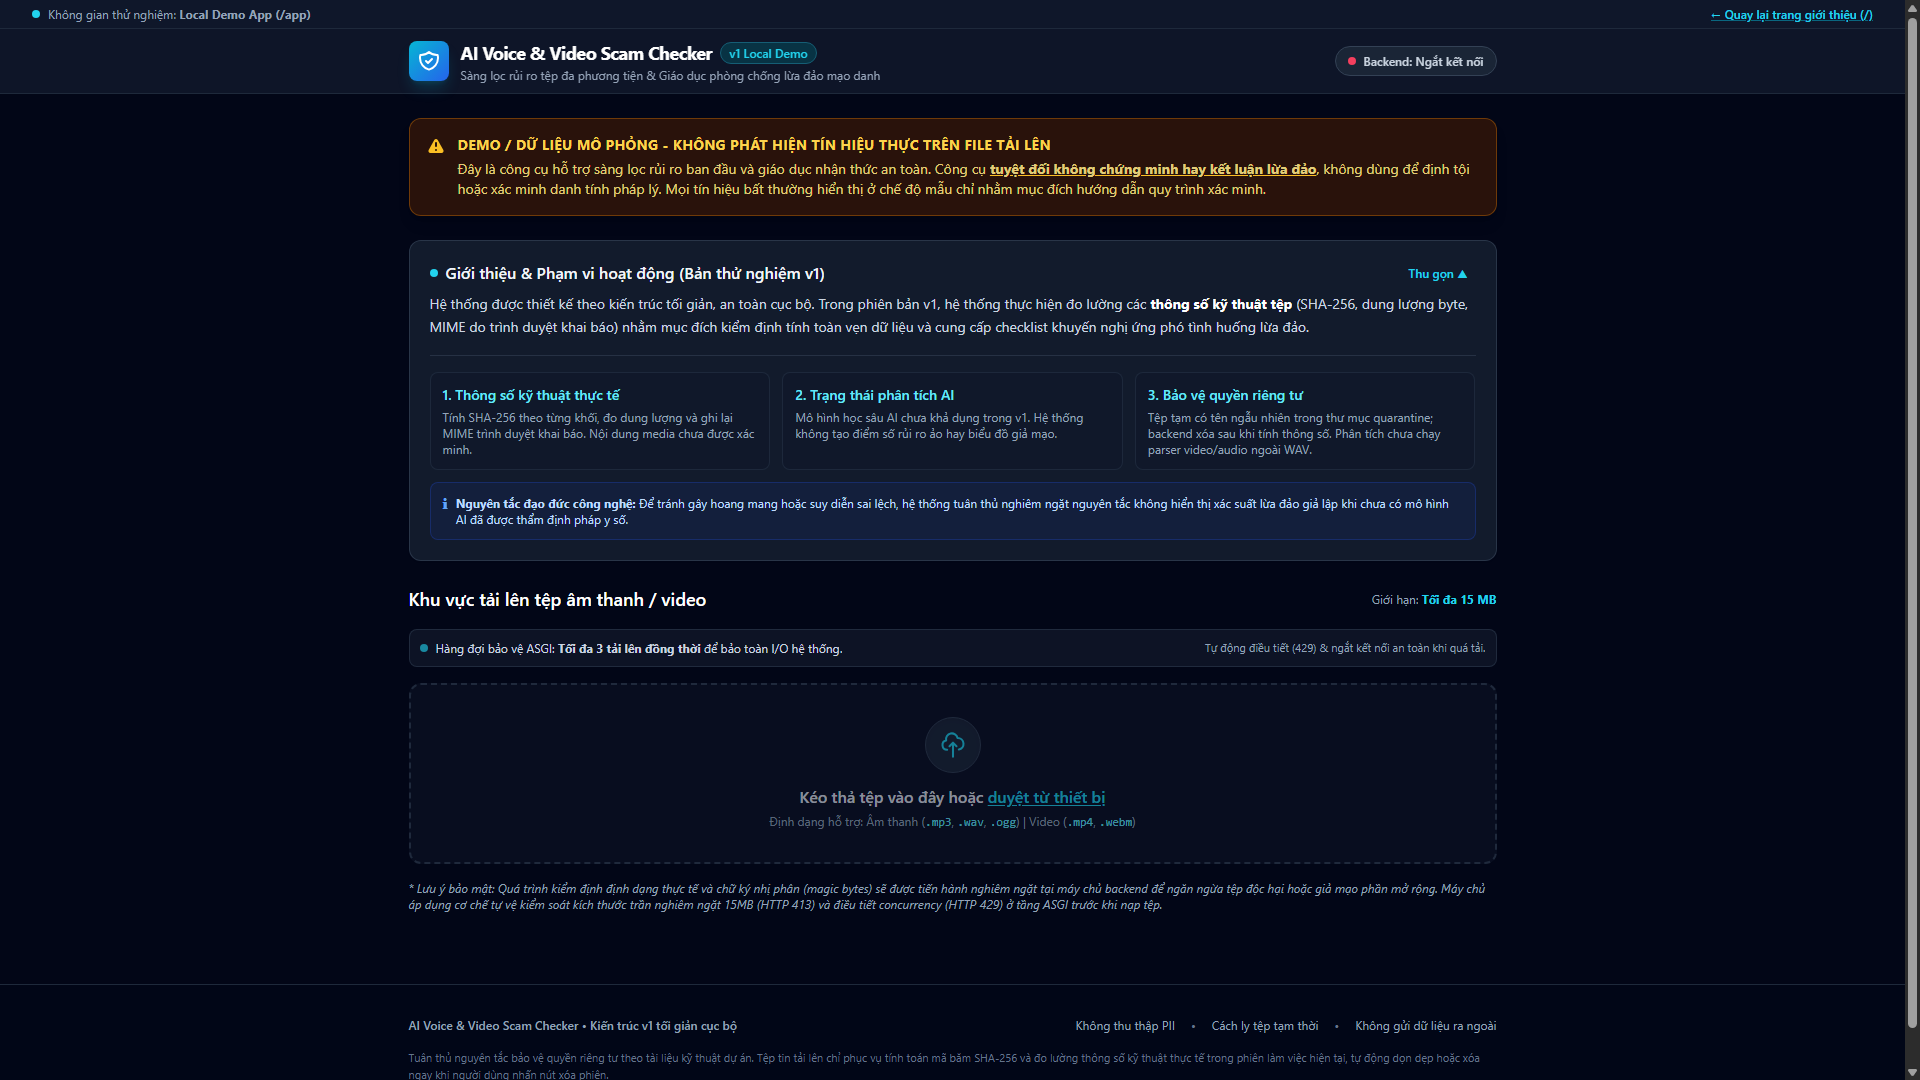 Không gian thử nghiệm: Local Demo App (/app)
← Quay lại trang giới thiệu (/)
AI Voice & Video Scam Checker
v1 Local Demo
Sàng lọc rủi ro tệp đa phương tiện & Giáo dục phòng chống lừa đảo mạo danh
Backend: Ngắt kết nối
DEMO / DỮ LIỆU MÔ PHỎNG - KHÔNG PHÁT HIỆN TÍN HIỆU THỰC TRÊN FILE TẢI LÊN
Đây là công cụ hỗ trợ sàng lọc rủi ro ban đầu và giáo dục nhận thức an toàn. Công cụ tuyệt đối không chứng minh hay kết luận lừa đảo, không dùng để định tội
hoặc xác minh danh tính pháp lý. Mọi tín hiệu bất thường hiển thị ở chế độ mẫu chỉ nhằm mục đích hướng dẫn quy trình xác minh.
Giới thiệu & Phạm vi hoạt động (Bản thử nghiệm v1)
Thu gọn ▲
Hệ thống được thiết kế theo kiến trúc tối giản, an toàn cục bộ. Trong phiên bản v1, hệ thống thực hiện đo lường các thông số kỹ thuật tệp (SHA-256, dung lượng byte,
MIME do trình duyệt khai báo) nhằm mục đích kiểm định tính toàn vẹn dữ liệu và cung cấp checklist khuyến nghị ứng phó tình huống lừa đảo.
1. Thông số kỹ thuật thực tế
Tính SHA-256 theo từng khối, đo dung lượng và ghi lại
MIME trình duyệt khai báo. Nội dung media chưa được xác
minh.
2. Trạng thái phân tích AI
Mô hình học sâu AI chưa khả dụng trong v1. Hệ thống
không tạo điểm số rủi ro ảo hay biểu đồ giả mạo.
3. Bảo vệ quyền riêng tư
Tệp tạm có tên ngẫu nhiên trong thư mục quarantine;
backend xóa sau khi tính thông số. Phân tích chưa chạy
parser video/audio ngoài WAV.
Nguyên tắc đạo đức công nghệ: Để tránh gây hoang mang hoặc suy diễn sai lệch, hệ thống tuân thủ nghiêm ngặt nguyên tắc không hiển thị xác suất lừa đảo giả lập khi chưa có mô hình
AI đã được thẩm định pháp y số.
Khu vực tải lên tệp âm thanh / video
Giới hạn: Tối đa 15 MB
Hàng đợi bảo vệ ASGI: Tối đa 3 tải lên đồng thời để bảo toàn I/O hệ thống.
Tự động điều tiết (429) & ngắt kết nối an toàn khi quá tải.
Kéo thả tệp vào đây hoặc duyệt từ thiết bị
Định dạng hỗ trợ: Âm thanh (.mp3, .wav, .ogg) | Video (.mp4, .webm)
* Lưu ý bảo mật: Quá trình kiểm định định dạng thực tế và chữ ký nhị phân (magic bytes) sẽ được tiến hành nghiêm ngặt tại máy chủ backend để ngăn ngừa tệp độc hại hoặc giả mạo phần mở rộng. Máy chủ
áp dụng cơ chế tự vệ kiểm soát kích thước trần nghiêm ngặt 15MB (HTTP 413) và điều tiết concurrency (HTTP 429) ở tầng ASGI trước khi nạp tệp.
AI Voice & Video Scam Checker • Kiến trúc v1 tối giản cục bộ
Không thu thập PII • Cách ly tệp tạm thời • Không gửi dữ liệu ra ngoài
Tuân thủ nguyên tắc bảo vệ quyền riêng tư theo tài liệu kỹ thuật dự án. Tệp tin tải lên chỉ phục vụ tính toán mã băm SHA-256 và đo lường thông số kỹ thuật thực tế trong phiên làm việc hiện tại, tự động dọn dẹp hoặc xóa
ngay khi người dùng nhấn nút xóa phiên.